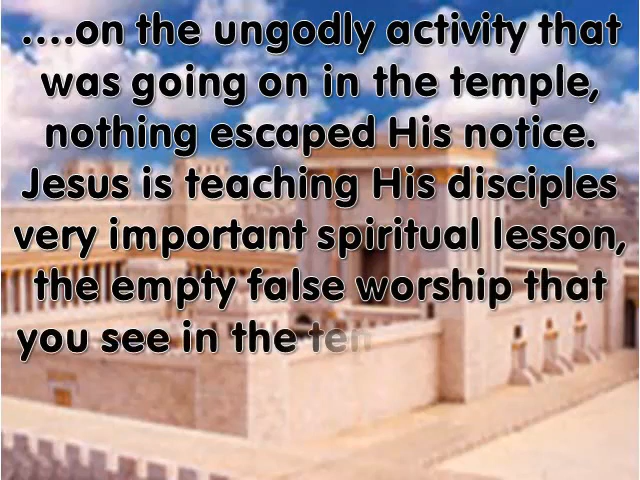 ....on the ungodly activity that
was going on in the temple,
nothing escaped His notice.
Jesus is teaching His disciples
very important spiritual lesson,
the empty false worship that
you see in the